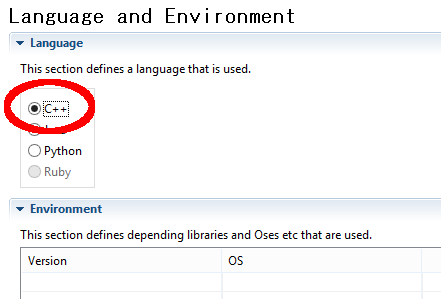 Language and Environment
Language
This section defines a language that is used.
C++
Python
Ruby
Environment
This section defines depending libraries and Oses etc that are used.
Version OS